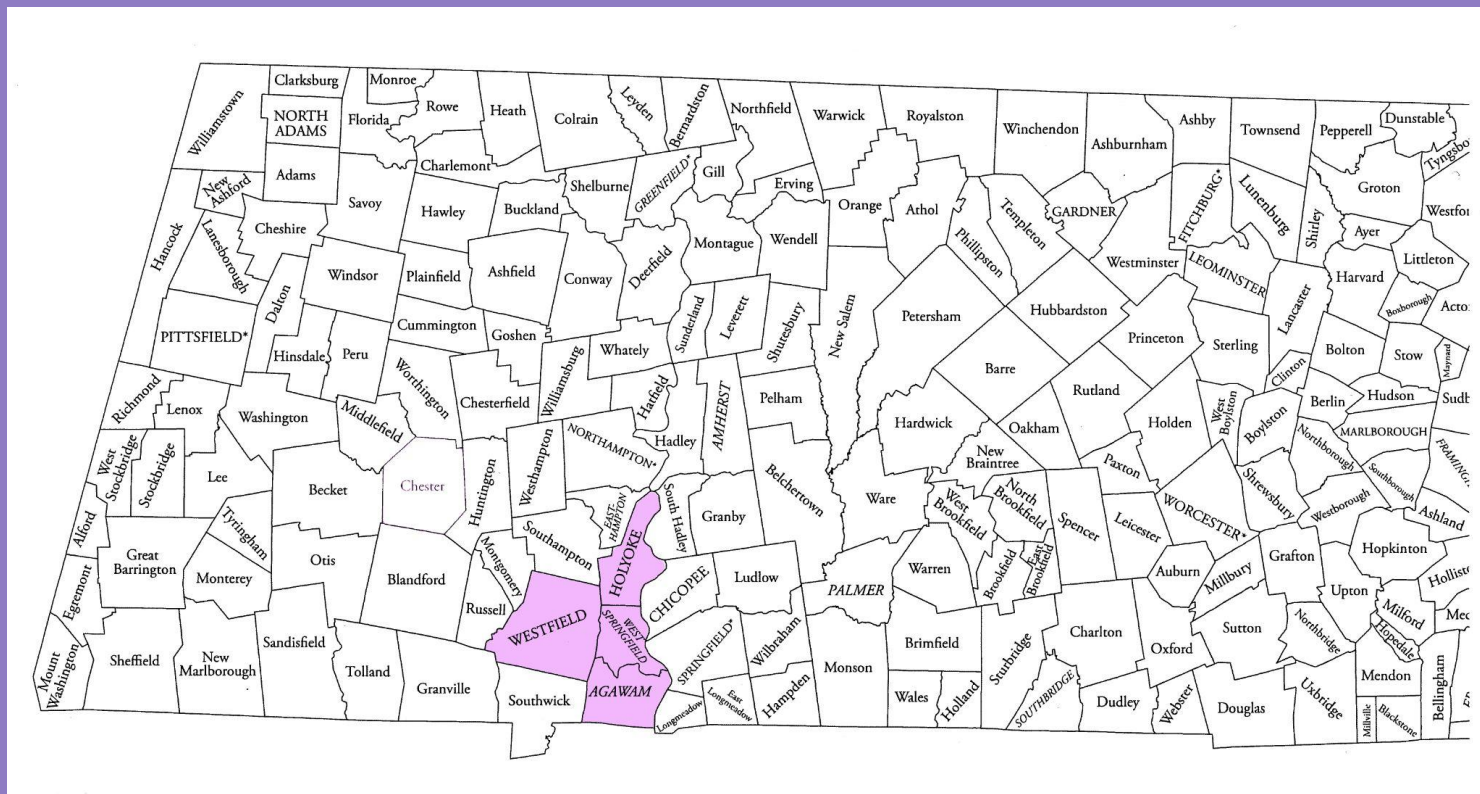 Williamstown
Clarksburg
NORTH
ADAMS
Monroe
Florida
Rowe
Heath
Colrain
Leyden
Bernardston
Northfield
Warwick
Royalston
Winchendon
Ashburnham
Ashby
Townsend
Pepperell
Dunstable
Tyngsbo
Adams
Charlemont
Shelburne
GREENFIELD*
Gill
Erving
New
Ashford
Savoy
Hawley
Buckland
Orange
Athol
Phillipston
Templeton
GARDNER
FITCHBURG*
Lunenburg
Shirley
Groton
Westfor
Ayer
Hancock
Lanesborough
Cheshire
Windsor
Plainfield
Ashfield
Conway
Deerfield
Montague
Wendell
Westminster
LEOMINSTER
Lancaster
Harvard
Littleton
Boxborough
Acto
PITTSFIELD*
Dalton
Hinsdale
Peru
Cummington
Goshen
Whately
Sunderland
Leverett
Shutesbury
New Salem
Petersham
Hubbardston
Princeton
Sterling
Clinton
Bolton
Stow
Maynard
Richmond
Lenox
Washington
Middlefield
Worthington
Chesterfield
Williamsburg
Hatfield
Hadley
AMHERST
Pelham
Hardwick
Barre
Rutland
Oakham
Holden
West
Boylston
Boylston
Berlin
Hudson
Sudb
MARLBOROUGH
West
Stockbridge
Stockbridge
Lee
Becket
Chester
Huntington
Westhampton
NORTHAMPTON*
Belchertown
Ware
New
Braintree
Paxton
Northborough
Southborough
FRAMING
Alford
Tyringham
Otis
EAST-
HAMPTON
South Hadley
Granby
West
Brookfield
North
Brookfield
Spencer
Leicester
WORCESTER*
Shrewsbury
Westborough
Ashland
Great
Barrington
Monterey
Blandford
Montgomery
Southampton
HOLYOKE
CHICOPEE
Ludlow
PALMER
Warren
Brookfield
East
Brookfield
Auburn
Millbury
Grafton
Hopkinton
Egremont
Russell
WESTFIELD
WEST
SPRINGFIELD
SPRINGFIELD*
Wilbraham
Brimfield
Sturbridge
Charlton
Oxford
Sutton
Northbridge
Upton
Milford
Holliste
Hopedale
Med
Mount
Washington
Sheffield
New
Marlborough
Sandisfield
Tolland
Granville
Southwick
AGAWAM
Longmeadow
East
Longmeadow
Hampden
Monson
Wales
Holland
SOUTHBRIDGE
Dudley
Webster
Douglas
Uxbridge
Mendon
Millville
Blackstone
Bellingham